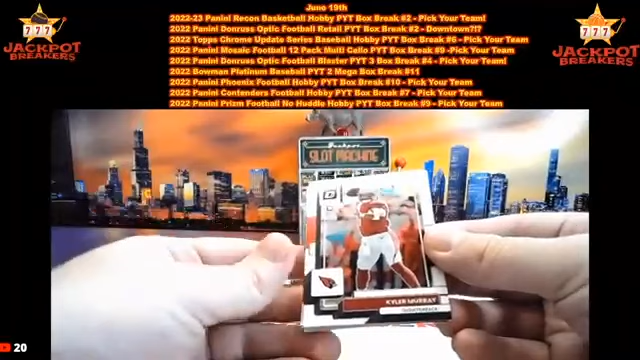 June 19th
2022-23 Panini Recon Basketball Hobby PYT Box Break #2 - Pick Your Team!
2022 Panini Donruss Optic Football Retail PYT Box Break #2 - Downtown?!?
2022 Topps Chrome Update Series Baseball Hobby PYT Box Break #6 - Pick Your Team
2022 Panini Mosaic Football 12 Pack Multi Cello PYT Box Break #9 -Pick Your Team
2022 Panini Donruss Optic Football Blaster PYT 3 Box Break #4 - Pick Your Team!
2022 Bowman Platinum Baseball PYT 2 Mega Box Break #11
2022 Panini Phoenix Football Hobby PYT Box Break #10 - Pick Your Team
2022 Panini Contenders Football Hobby PYT Box Break #7 - Pick Your Team
2022 Panini Prizm Football No Huddle Hobby PYT Box Break #9 - Pick Your Team
777
JACKPOT
BREAKERS
777
JACKPOT
BREAKERS
SLOT MACHINE
KYLER MURRAY
20